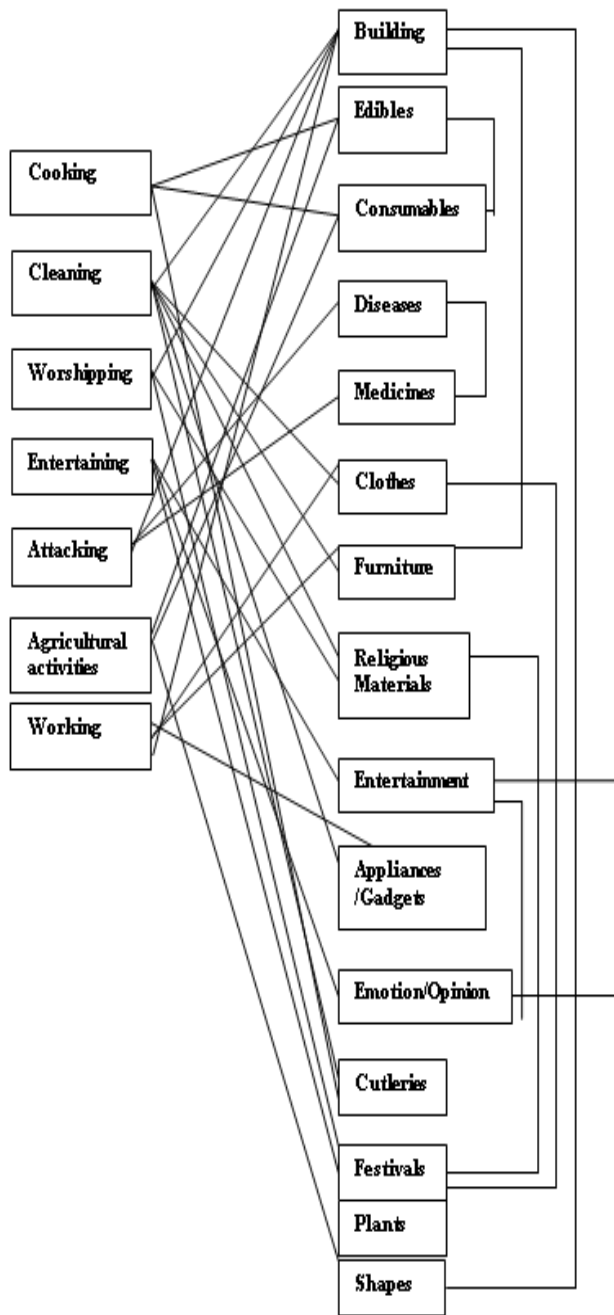 Cooking
Cleaning
Worshipping
Entertaining
Attacking
Agricultural
activities
Working
Building
Edibles
Consumables
Diseases
Medicines
Clothes
Furniture
Religious
Materials
Entertainment
Appliances
/Gadgets
Emotion/Opinion
Cutleries
Festivals
Plants
Shapes